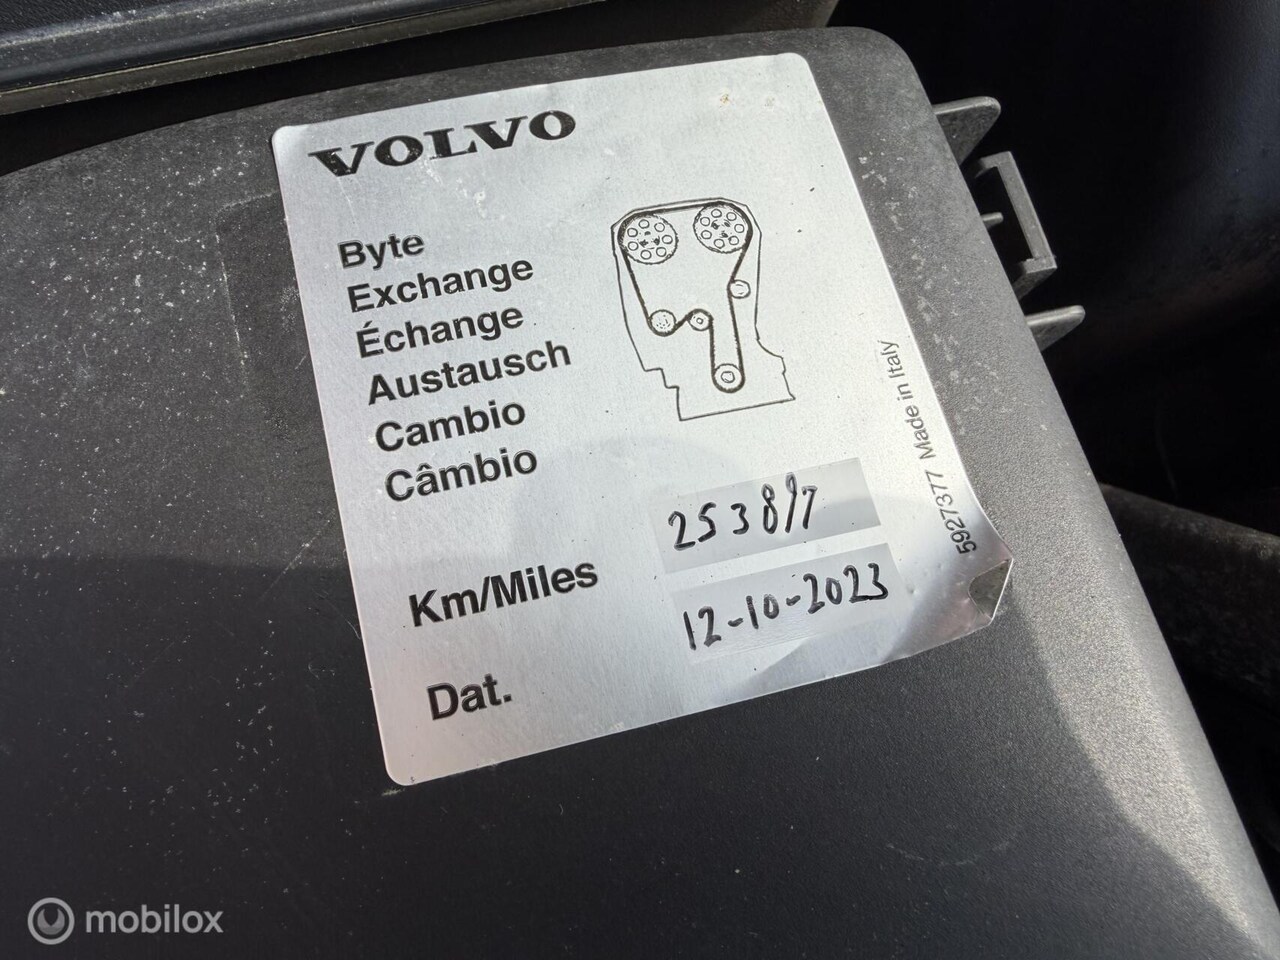 VOLVO
Byte
Exchange
Échange
Austausch
Cambio
Câmbio
Km/Miles 253897
Dat. 12-10-2023
5927377 Made in Italy
mobilox